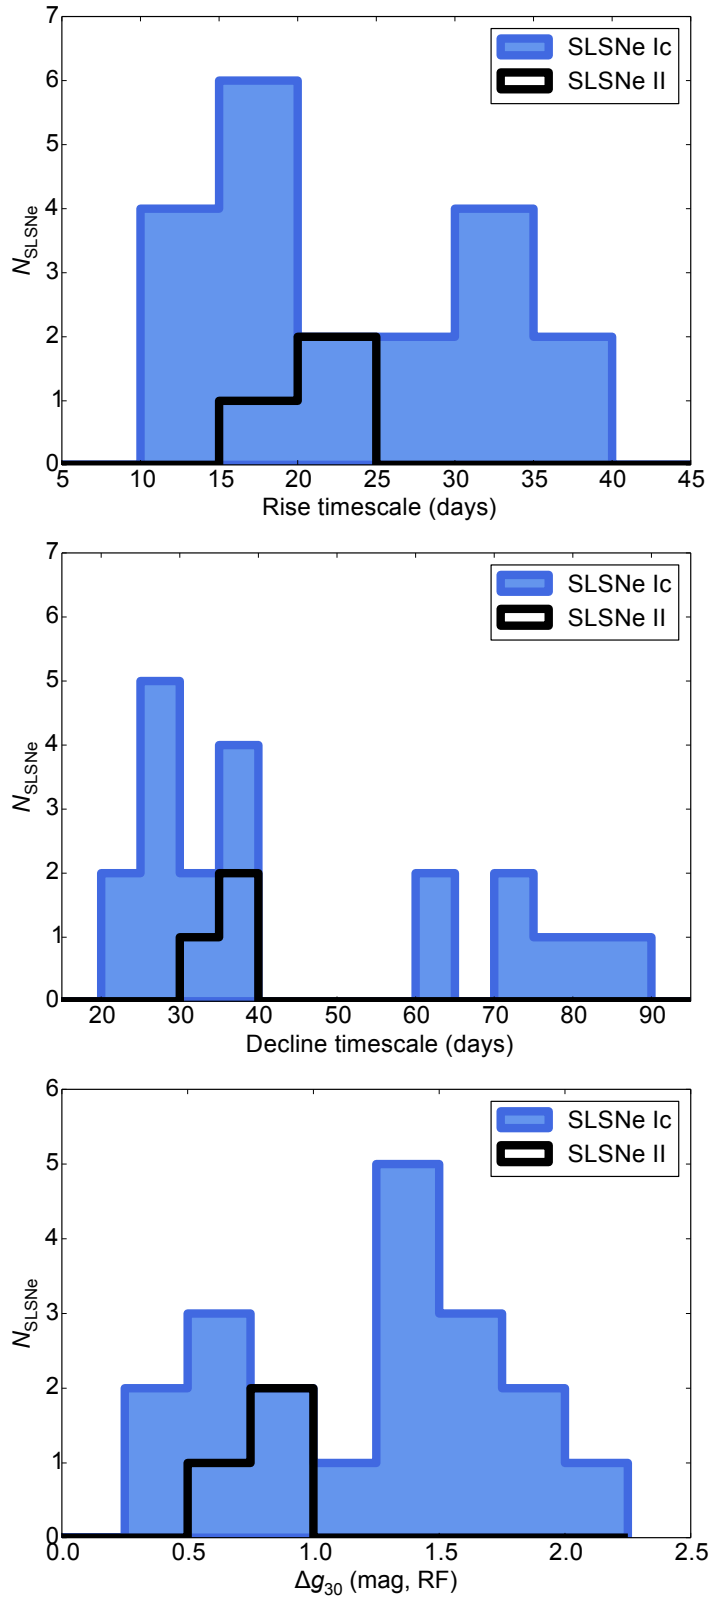 7
6
5
4
3
2
1
0
N_SLSNe
SLSNe Ic
SLSNe II
5 10 15 20 25 30 35 40 45
Rise timescale (days)
7
6
5
4
3
2
1
0
N_SLSNe
SLSNe Ic
SLSNe II
20 30 40 50 60 70 80 90
Decline timescale (days)
6
5
4
3
2
1
0
N_SLSNe
SLSNe Ic
SLSNe II
0.0 0.5 1.0 1.5 2.0 2.5
Δg₃₀ (mag, RF)